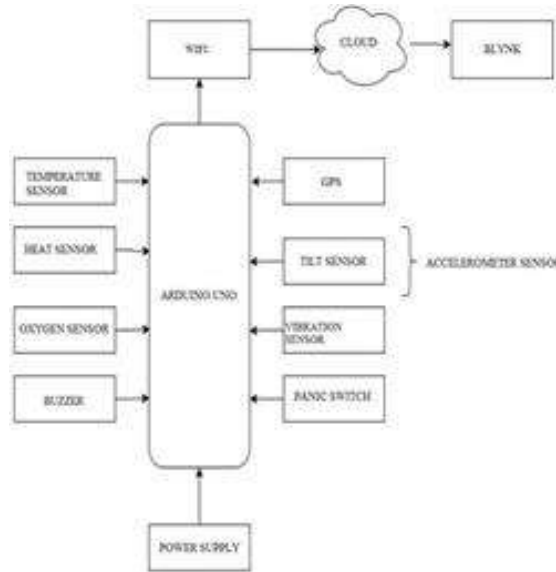 WIFI
CLOUD
BLYNK
TEMPERATURE
SENSOR
GPS
HEAT SENSOR
TILT SENSOR
ACCELEROMETER SENSO
ARDUINO UNO
OXYGEN SENSOR
VIBRATION
SENSOR
BUZZER
PANIC SWITCH
POWER SUPPLY